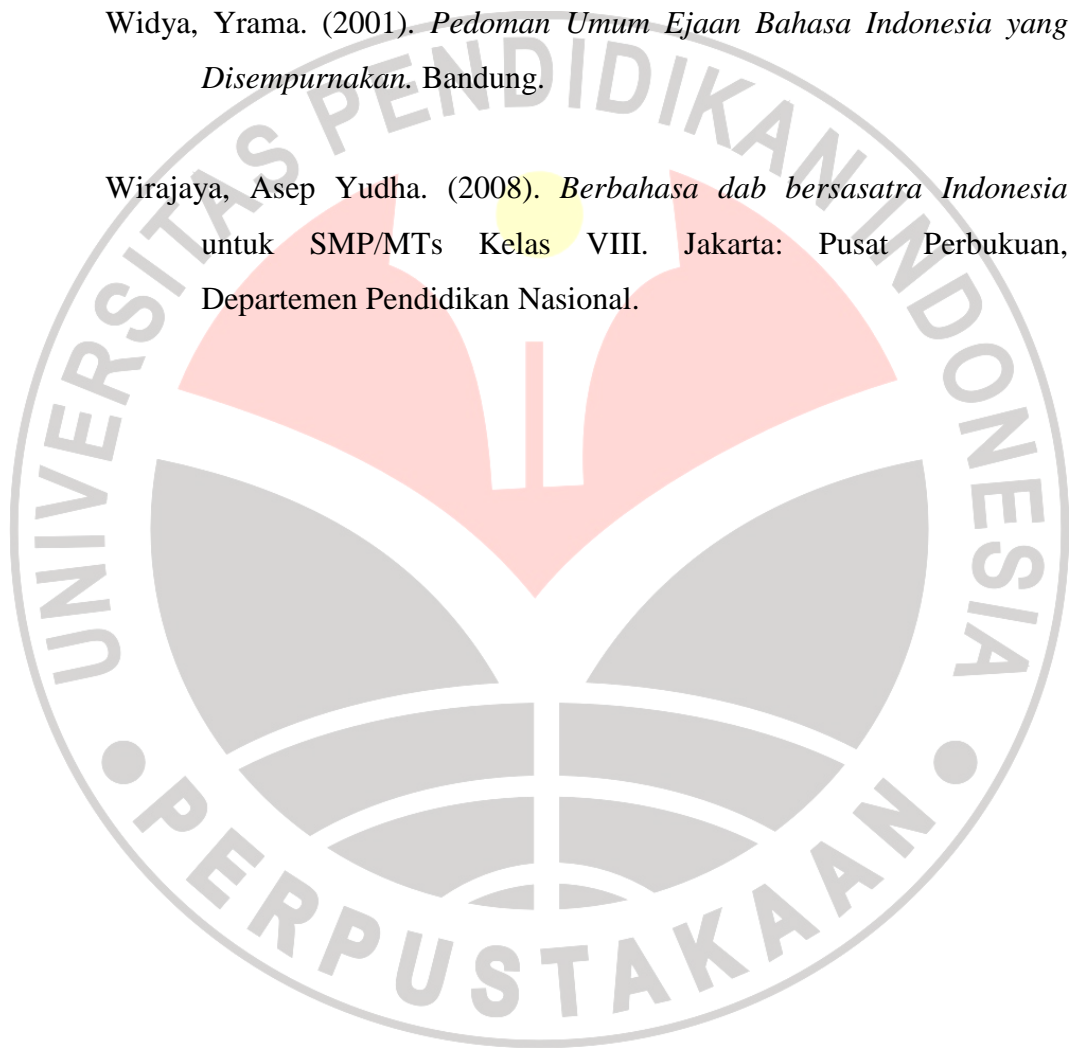 Widya, Yrama. (2001). Pedoman Umum Ejaan Bahasa Indonesia yang
Disempurnakan. Bandung.
Wirajaya, Asep Yudha. (2008). Berbahasa dab bersasatra Indonesia
untuk SMP/MTs Kelas VIII. Jakarta: Pusat Perbukuan,
Departemen Pendidikan Nasional.
UNIVERSITAS PENDIDIKAN INDONESIA
PERPUSTAKAAN